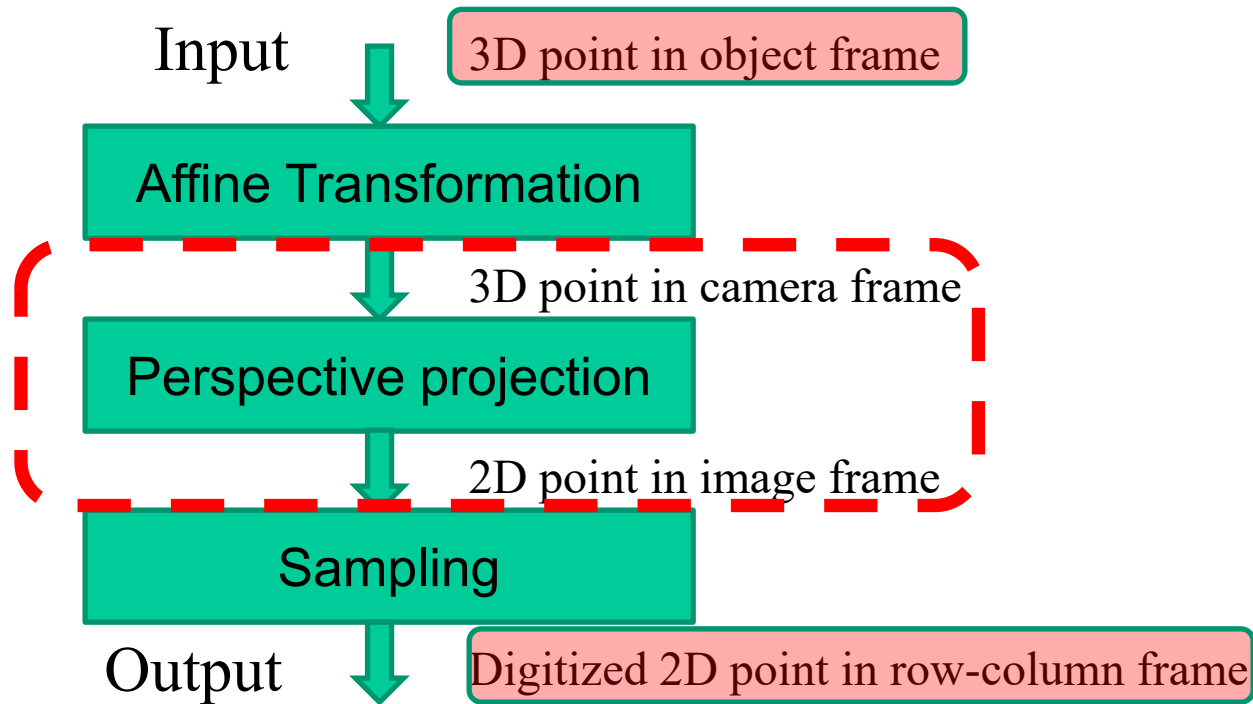 Input
3D point in object frame
Affine Transformation
3D point in camera frame
Perspective projection
2D point in image frame
Sampling
Output
Digitized 2D point in row-column frame